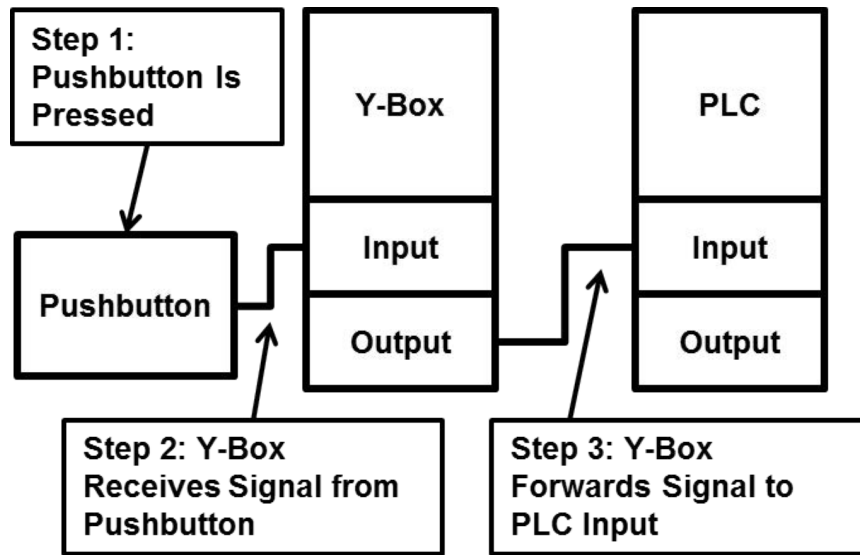 Step 1:
Pushbutton Is
Pressed
Y-Box
PLC
Pushbutton
Input
Input
Output
Output
Step 2: Y-Box
Receives Signal from
Pushbutton
Step 3: Y-Box
Forwards Signal to
PLC Input